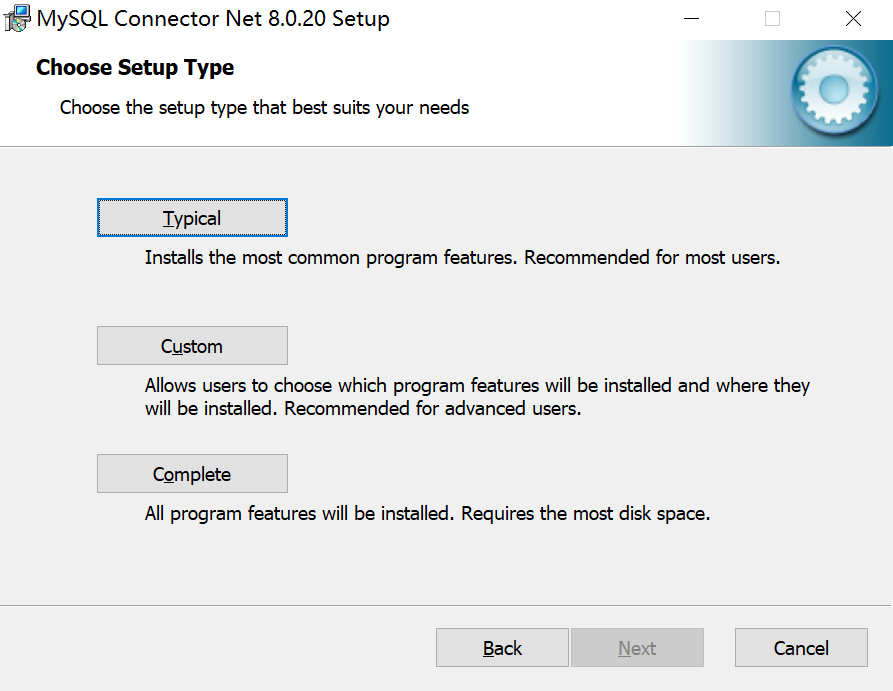 MySQL Connector Net 8.0.20 Setup
Choose Setup Type
Choose the setup type that best suits your needs
Typical
Installs the most common program features. Recommended for most users.
Custom
Allows users to choose which program features will be installed and where they
will be installed. Recommended for advanced users.
Complete
All program features will be installed. Requires the most disk space.
Back
Next
Cancel